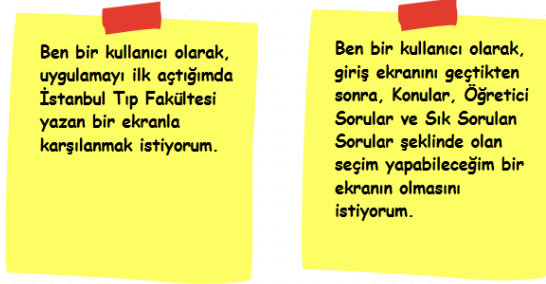 Ben bir kullanıcı olarak,
uygulamayı ilk açtığımda
İstanbul Tıp Fakültesi
yazan bir ekranla
karşılanmak istiyorum.
Ben bir kullanıcı olarak,
giriş ekranını geçtikten
sonra, Konular, Öğretici
Sorular ve Sık Sorulan
Sorular şeklinde olan
seçim yapabileceğim bir
ekranın olmasını
istiyorum.